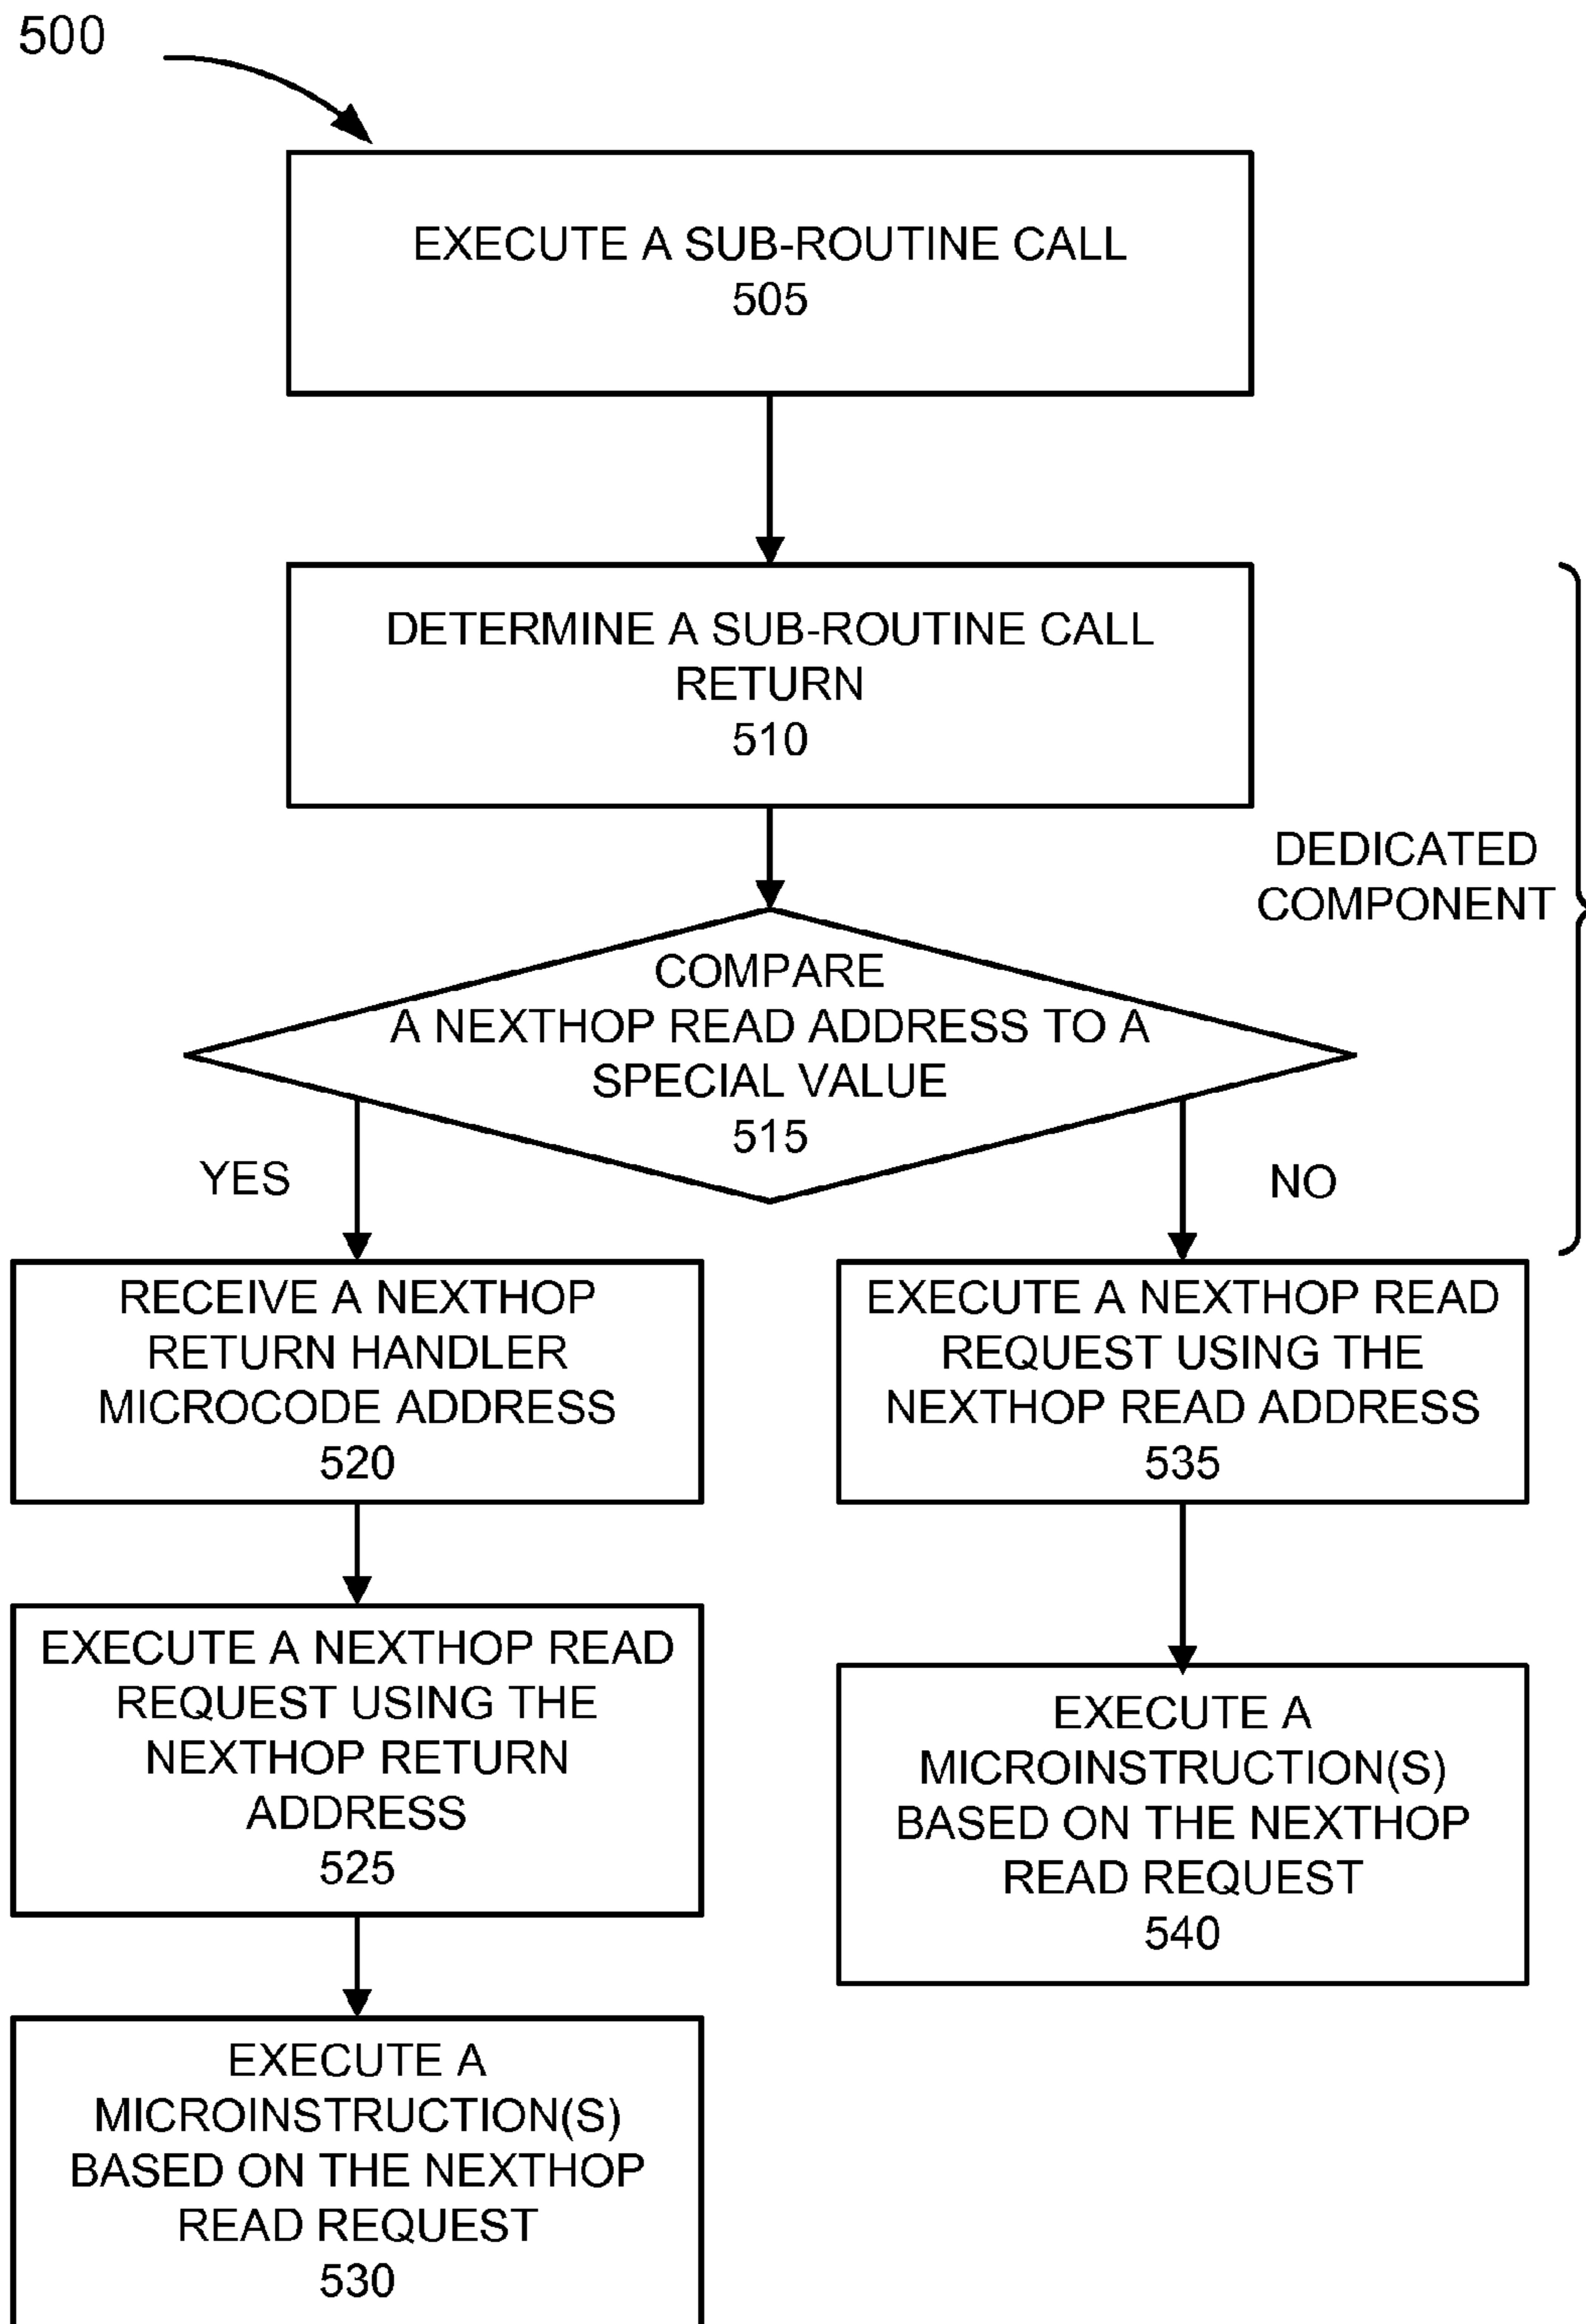 500
EXECUTE A SUB-ROUTINE CALL
505
DETERMINE A SUB-ROUTINE CALL
RETURN
510
DEDICATED
COMPONENT
COMPARE
A NEXTHOP READ ADDRESS TO A
SPECIAL VALUE
515
YES
NO
RECEIVE A NEXTHOP
RETURN HANDLER
MICROCODE ADDRESS
520
EXECUTE A NEXTHOP READ
REQUEST USING THE
NEXTHOP RETURN
ADDRESS
525
EXECUTE A
MICROINSTRUCTION(S)
BASED ON THE NEXTHOP
READ REQUEST
530
EXECUTE A NEXTHOP READ
REQUEST USING THE
NEXTHOP READ ADDRESS
535
EXECUTE A
MICROINSTRUCTION(S)
BASED ON THE NEXTHOP
READ REQUEST
540